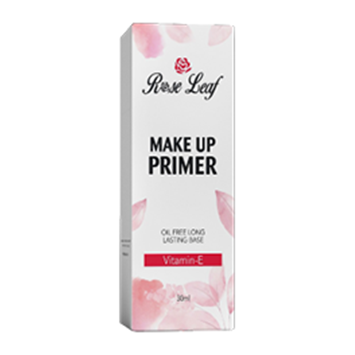 Rose Leaf
MAKE UP
PRIMER
OIL FREE LONG
LASTING BASE
Vitamin-E
30ml